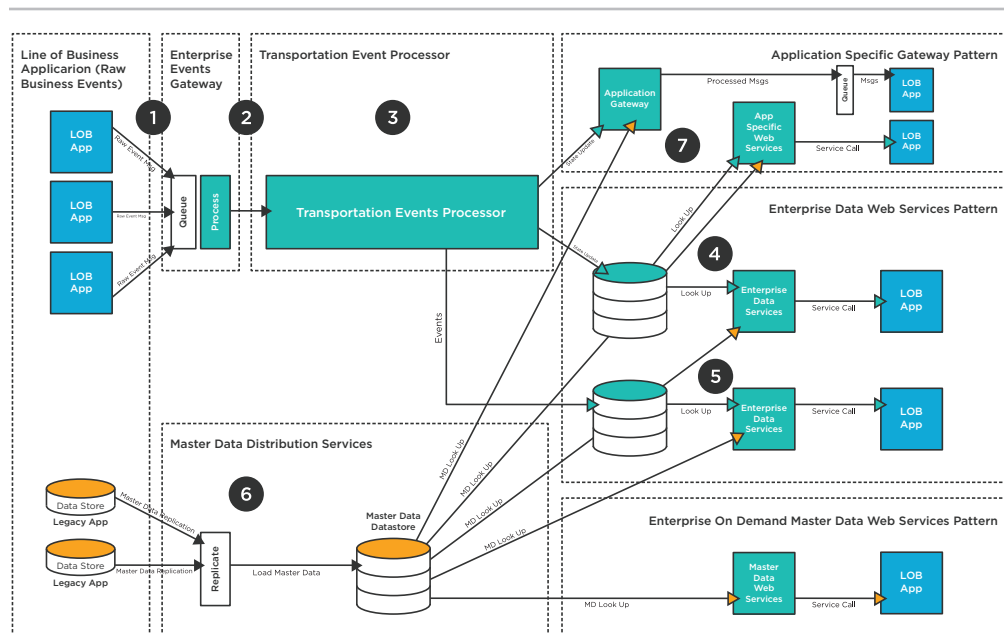 Line of Business
Applicarion (Raw
Business Events)
Enterprise
Events
Gateway
Transportation Event Processor
Application Specific Gateway Pattern
1
2
3
LOB
App
LOB
App
LOB
App
Raw Event Msg
Raw Event Msg
Raw Event Msg
Queue
Process
Transportation Events Processor
State Update
State Update
Events
Application
Gateway
Processed Msgs
Queue
Msgs
LOB
App
7
App
Specific
Web
Services
Service Call
LOB
App
Enterprise Data Web Services Pattern
Look Up
4
Look Up
Enterprise
Data
Services
Service Call
LOB
App
5
Look Up
Enterprise
Data
Services
Service Call
LOB
App
Master Data Distribution Services
6
Data Store
Legacy App
Data Store
Legacy App
Master Data Replication
Master Data Replication
Replicate
Load Master Data
Master Data
Datastore
MD Look Up
MD Look Up
MD Look Up
MD Look Up
MD Look Up
Enterprise On Demand Master Data Web Services Pattern
Master
Data
Web
Services
Service Call
LOB
App